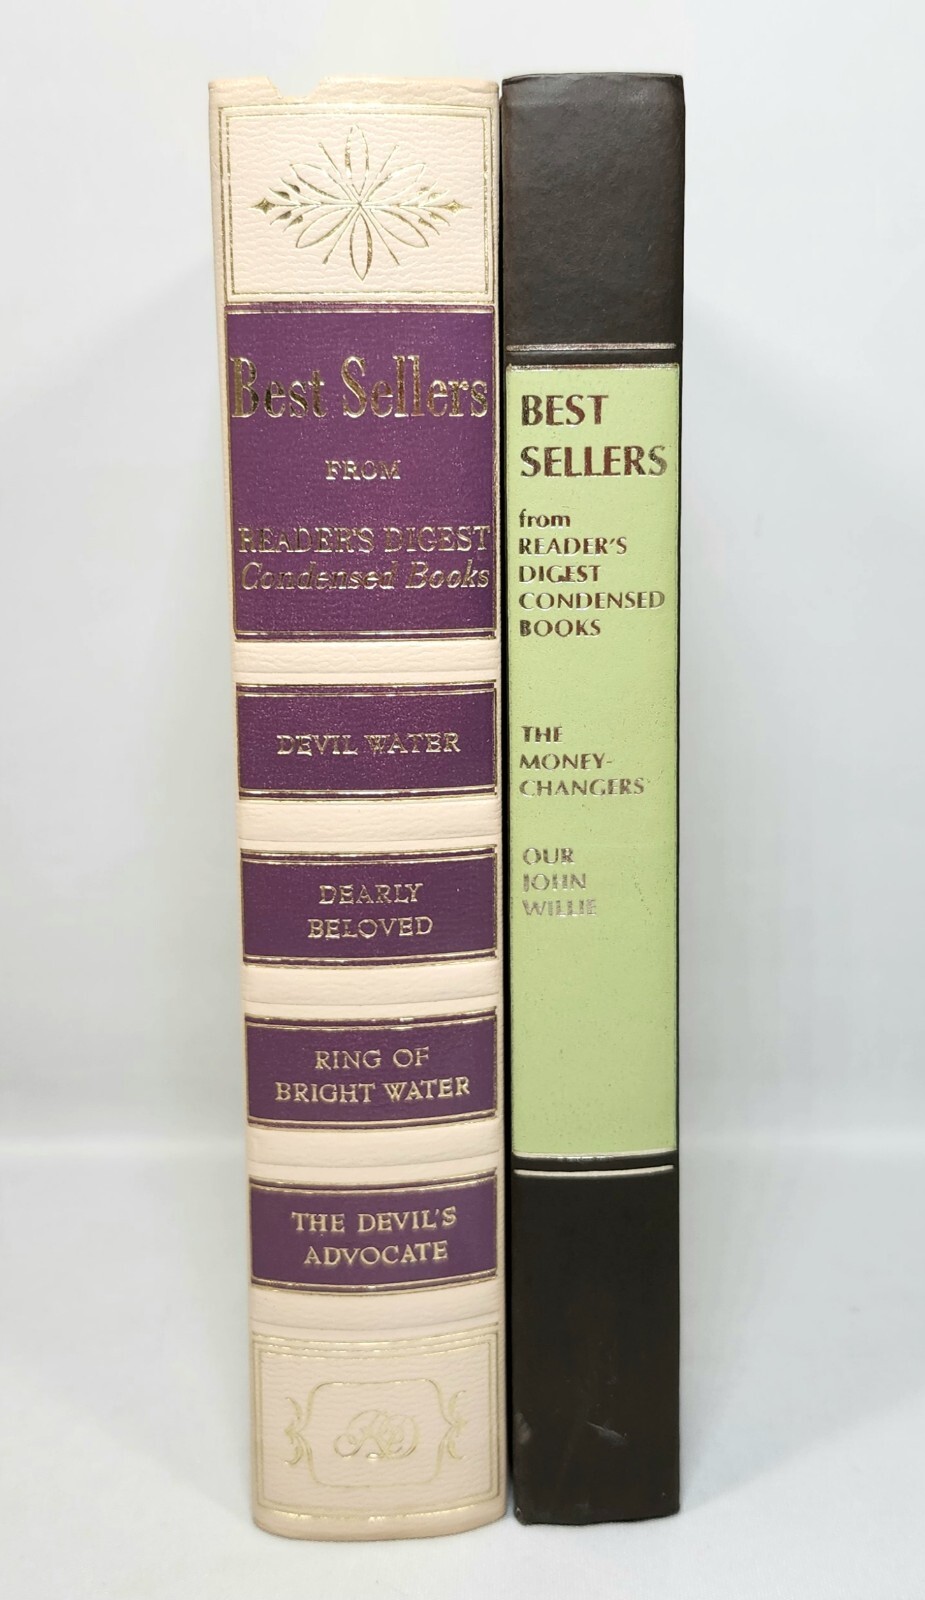 Best Sellers
FROM
READER'S DIGEST
Condensed Books
DEVIL WATER
DEARLY
BELOVED
RING OF
BRIGHT WATER
THE DEVIL'S
ADVOCATE
RD
BEST
SELLERS
from
READER'S
DIGEST
CONDENSED
BOOKS
THE
MONEY-
CHANGERS
OUR
JOHN
WILLIE